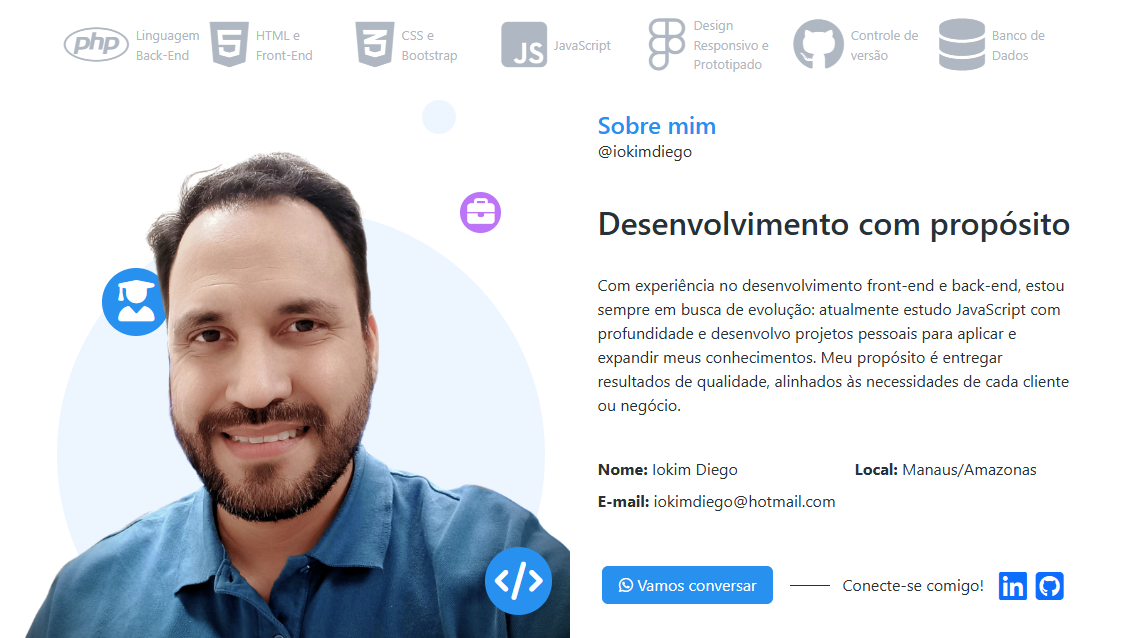 php Linguagem Back-End
5 HTML e Front-End
3 CSS e Bootstrap
JS JavaScript
Design Responsivo e Prototipado
Controle de versão
Banco de Dados
Sobre mim
@iokimdiego
Desenvolvimento com propósito
Com experiência no desenvolvimento front-end e back-end, estou
sempre em busca de evolução: atualmente estudo JavaScript com
profundidade e desenvolvo projetos pessoais para aplicar e
expandir meus conhecimentos. Meu propósito é entregar
resultados de qualidade, alinhados às necessidades de cada cliente
ou negócio.
Nome: Iokim Diego
Local: Manaus/Amazonas
E-mail: iokimdiego@hotmail.com
</>
Vamos conversar
Conecte-se comigo!
in